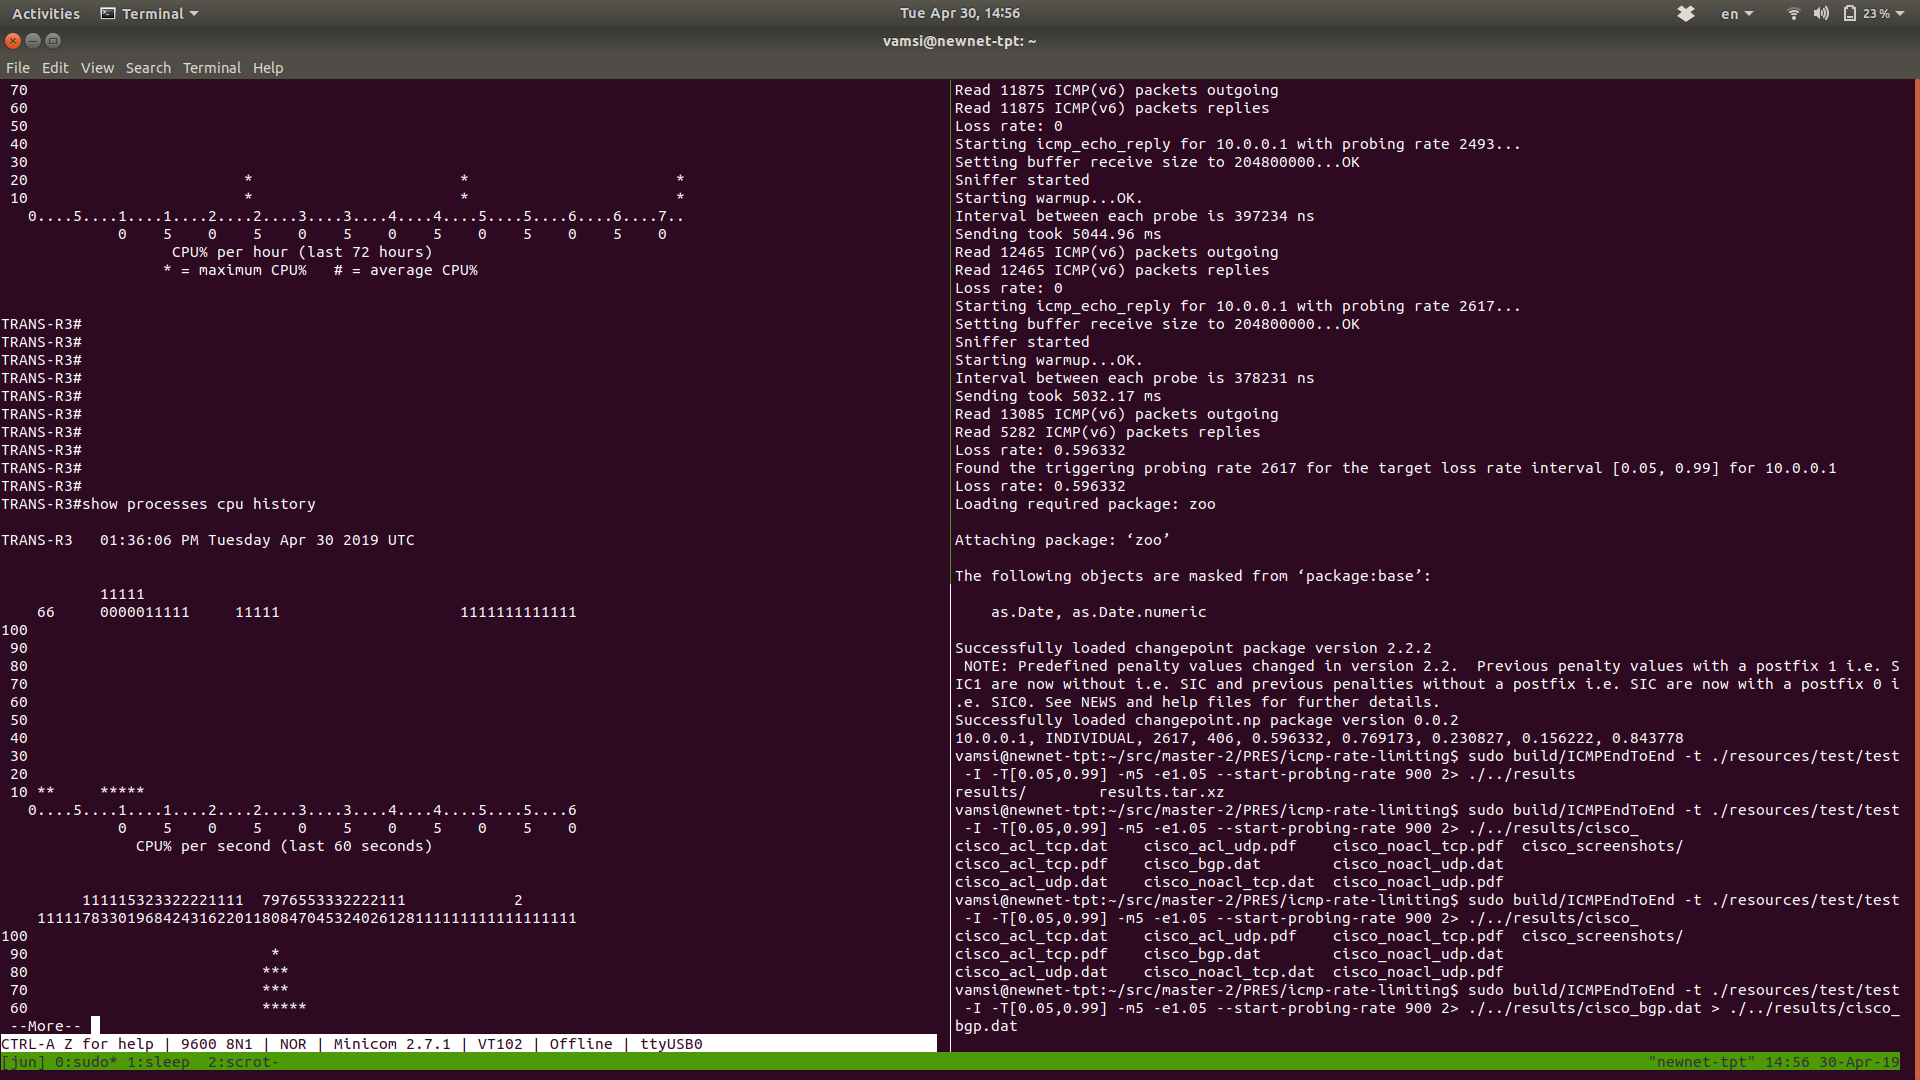 Activities Terminal Tue Apr 30, 14:56 en 23 %
vamsi@newnet-tpt: ~
File Edit View Search Terminal Help
 70
 60
 50
 40
 30
 20                        *                       *                       *
 10                        *                       *                       *
   0....5....1....1....2....2....3....3....4....4....5....5....6....6....7..
             0    5    0    5    0    5    0    5    0    5    0    5    0
                   CPU% per hour (last 72 hours)
                  * = maximum CPU%   # = average CPU%
TRANS-R3#
TRANS-R3#
TRANS-R3#
TRANS-R3#
TRANS-R3#
TRANS-R3#
TRANS-R3#
TRANS-R3#
TRANS-R3#
TRANS-R3#
TRANS-R3#show processes cpu history
TRANS-R3   01:36:06 PM Tuesday Apr 30 2019 UTC
           11111
    66     0000011111     11111                    1111111111111
100
 90
 80
 70
 60
 50
 40
 30
 20
 10 **     *****
   0....5....1....1....2....2....3....3....4....4....5....5....6
             0    5    0    5    0    5    0    5    0    5    0
               CPU% per second (last 60 seconds)
         111115323322221111  7976553332222111            2
    111117833019684243162201180847045324026128111111111111111111
100
 90                           *
 80                          ***
 70                          ***
 60                          *****
 --More--
CTRL-A Z for help | 9600 8N1 | NOR | Minicom 2.7.1 | VT102 | Offline | ttyUSB0
Read 11875 ICMP(v6) packets outgoing
Read 11875 ICMP(v6) packets replies
Loss rate: 0
Starting icmp_echo_reply for 10.0.0.1 with probing rate 2493...
Setting buffer receive size to 204800000...OK
Sniffer started
Starting warmup...OK.
Interval between each probe is 397234 ns
Sending took 5044.96 ms
Read 12465 ICMP(v6) packets outgoing
Read 12465 ICMP(v6) packets replies
Loss rate: 0
Starting icmp_echo_reply for 10.0.0.1 with probing rate 2617...
Setting buffer receive size to 204800000...OK
Sniffer started
Starting warmup...OK.
Interval between each probe is 378231 ns
Sending took 5032.17 ms
Read 13085 ICMP(v6) packets outgoing
Read 5282 ICMP(v6) packets replies
Loss rate: 0.596332
Found the triggering probing rate 2617 for the target loss rate interval [0.05, 0.99] for 10.0.0.1
Loss rate: 0.596332
Loading required package: zoo
Attaching package: ‘zoo’
The following objects are masked from ‘package:base’:
    as.Date, as.Date.numeric
Successfully loaded changepoint package version 2.2.2
 NOTE: Predefined penalty values changed in version 2.2.  Previous penalty values with a postfix 1 i.e. S
IC1 are now without i.e. SIC and previous penalties without a postfix i.e. SIC are now with a postfix 0 i
.e. SIC0. See NEWS and help files for further details.
Successfully loaded changepoint.np package version 0.0.2
10.0.0.1, INDIVIDUAL, 2617, 406, 0.596332, 0.769173, 0.230827, 0.156222, 0.843778
vamsi@newnet-tpt:~/src/master-2/PRES/icmp-rate-limiting$ sudo build/ICMPEndToEnd -t ./resources/test/test
 -I -T[0.05,0.99] -m5 -e1.05 --start-probing-rate 900 2> ./../results
results/        results.tar.xz
vamsi@newnet-tpt:~/src/master-2/PRES/icmp-rate-limiting$ sudo build/ICMPEndToEnd -t ./resources/test/test
 -I -T[0.05,0.99] -m5 -e1.05 --start-probing-rate 900 2> ./../results/cisco_
cisco_acl_tcp.dat    cisco_acl_udp.pdf    cisco_noacl_tcp.pdf  cisco_screenshots/
cisco_acl_tcp.pdf    cisco_bgp.dat        cisco_noacl_udp.dat
cisco_acl_udp.dat    cisco_noacl_tcp.dat  cisco_noacl_udp.pdf
vamsi@newnet-tpt:~/src/master-2/PRES/icmp-rate-limiting$ sudo build/ICMPEndToEnd -t ./resources/test/test
 -I -T[0.05,0.99] -m5 -e1.05 --start-probing-rate 900 2> ./../results/cisco_
cisco_acl_tcp.dat    cisco_acl_udp.pdf    cisco_noacl_tcp.pdf  cisco_screenshots/
cisco_acl_tcp.pdf    cisco_bgp.dat        cisco_noacl_udp.dat
cisco_acl_udp.dat    cisco_noacl_tcp.dat  cisco_noacl_udp.pdf
vamsi@newnet-tpt:~/src/master-2/PRES/icmp-rate-limiting$ sudo build/ICMPEndToEnd -t ./resources/test/test
 -I -T[0.05,0.99] -m5 -e1.05 --start-probing-rate 900 2> ./../results/cisco_bgp.dat > ./../results/cisco_
bgp.dat
[jun] 0:sudo* 1:sleep  2:scrot- "newnet-tpt" 14:56 30-Apr-19